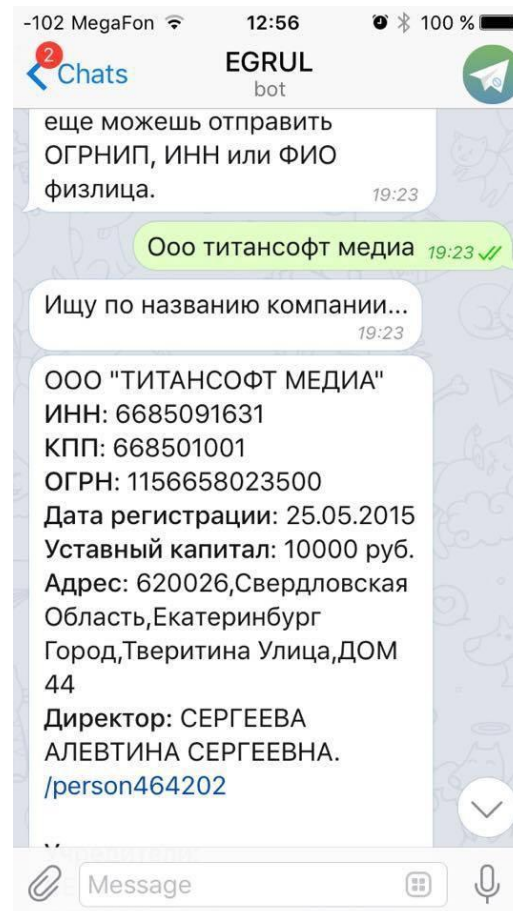 -102 MegaFon 12:56 100 %
2
Chats
EGRUL
bot
еще можешь отправить
ОГРНИП, ИНН или ФИО
физлица. 19:23
Ооо титансофт медиа 19:23
Ищу по названию компании...
19:23
ООО "ТИТАНСОФТ МЕДИА"
ИНН: 6685091631
КПП: 668501001
ОГРН: 1156658023500
Дата регистрации: 25.05.2015
Уставный капитал: 10000 руб.
Адрес: 620026,Свердловская
Область,Екатеринбург
Город,Тверитина Улица,ДОМ
44
Директор: СЕРГЕЕВА
АЛЕВТИНА СЕРГЕЕВНА.
/person464202
Message